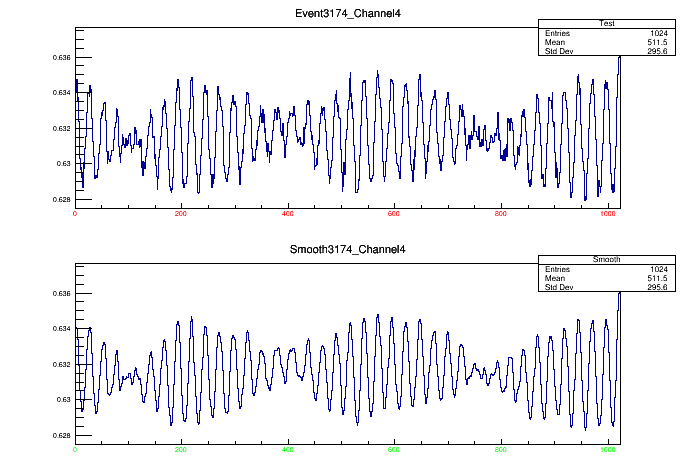 Event3174_Channel4
Test
Entries 1024
Mean 511.5
Std Dev 295.6
0.636
0.634
0.632
0.63
0.628
0 200 400 600 800 1000
Smooth3174_Channel4
Smooth
Entries 1024
Mean 511.5
Std Dev 295.6
0.636
0.634
0.632
0.63
0.628
0 200 400 600 800 1000